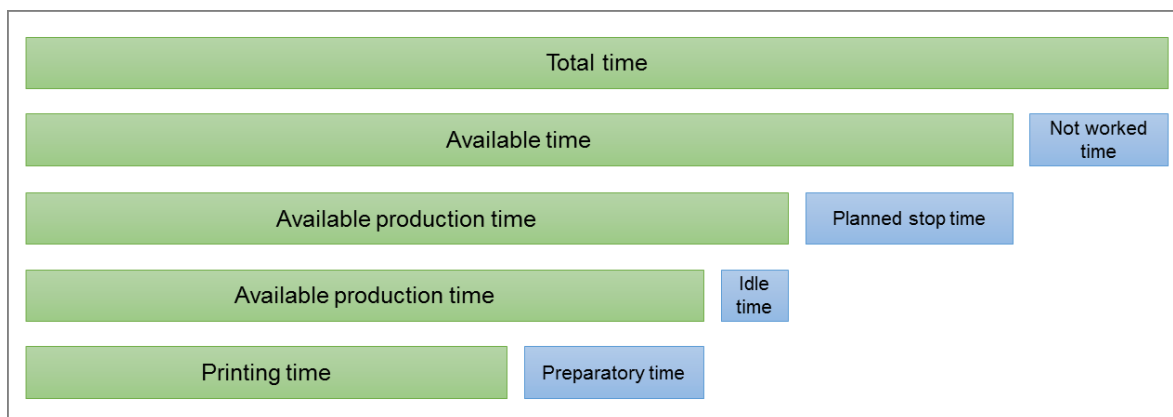 Total time
Available time
Not worked
time
Available production time
Planned stop time
Available production time
Idle
time
Printing time
Preparatory time